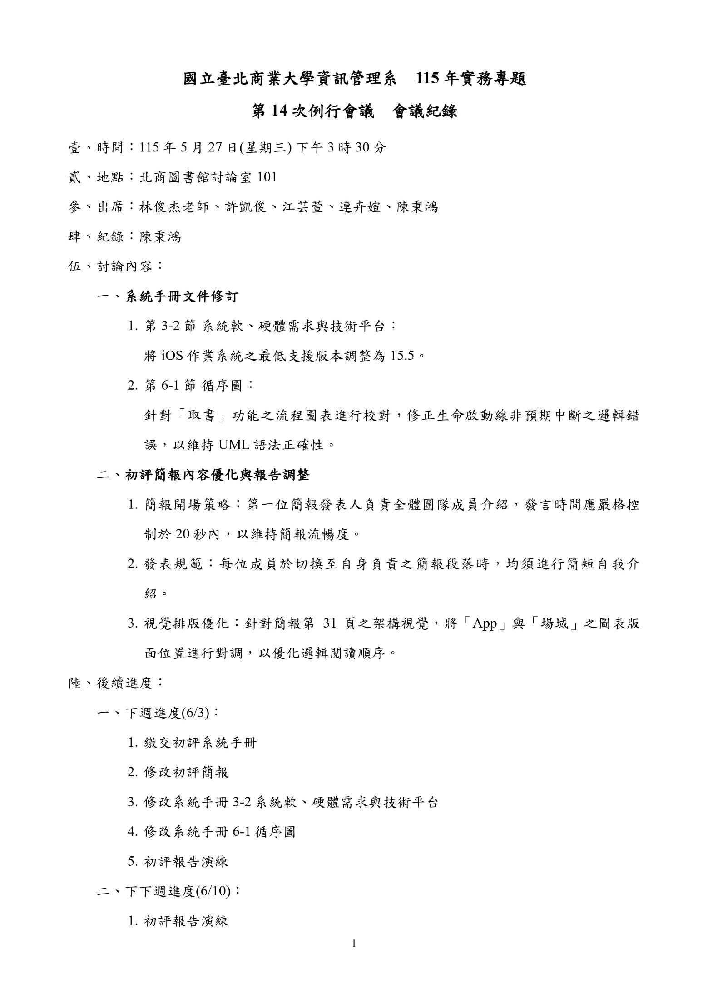 國立臺北商業大學資訊管理系　115 年實務專題
第 14 次例行會議　會議紀錄
壹、時間：115 年 5 月 27 日(星期三) 下午 3 時 30 分
貳、地點：北商圖書館討論室 101
參、出席：林俊杰老師、許凱俊、江芸萱、連卉媗、陳秉鴻
肆、紀錄：陳秉鴻
伍、討論內容：
一、系統手冊文件修訂
1. 第 3-2 節 系統軟、硬體需求與技術平台：
將 iOS 作業系統之最低支援版本調整為 15.5。
2. 第 6-1 節 循序圖：
針對「取書」功能之流程圖表進行校對，修正生命啟動線非預期中斷之邏輯錯
誤，以維持 UML 語法正確性。
二、初評簡報內容優化與報告調整
1. 簡報開場策略：第一位簡報發表人負責全體團隊成員介紹，發言時間應嚴格控
制於 20 秒內，以維持簡報流暢度。
2. 發表規範：每位成員於切換至自身負責之簡報段落時，均須進行簡短自我介
紹。
3. 視覺排版優化：針對簡報第 31 頁之架構視覺，將「App」與「場域」之圖表版
面位置進行對調，以優化邏輯閱讀順序。
陸、後續進度：
一、下週進度(6/3)：
1. 繳交初評系統手冊
2. 修改初評簡報
3. 修改系統手冊 3-2 系統軟、硬體需求與技術平台
4. 修改系統手冊 6-1 循序圖
5. 初評報告演練
二、下下週進度(6/10)：
1. 初評報告演練
1